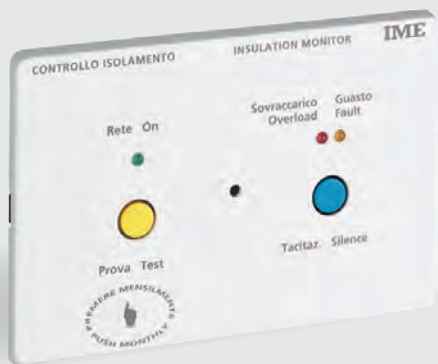 CONTROLLO ISOLAMENTO
INSULATION MONITOR
IME
Rete On
Sovraccarico Guasto
Overload Fault
Prova Test
Tacitaz. Silence
PREMERE MENSILMENTE
PUSH MONTHLY